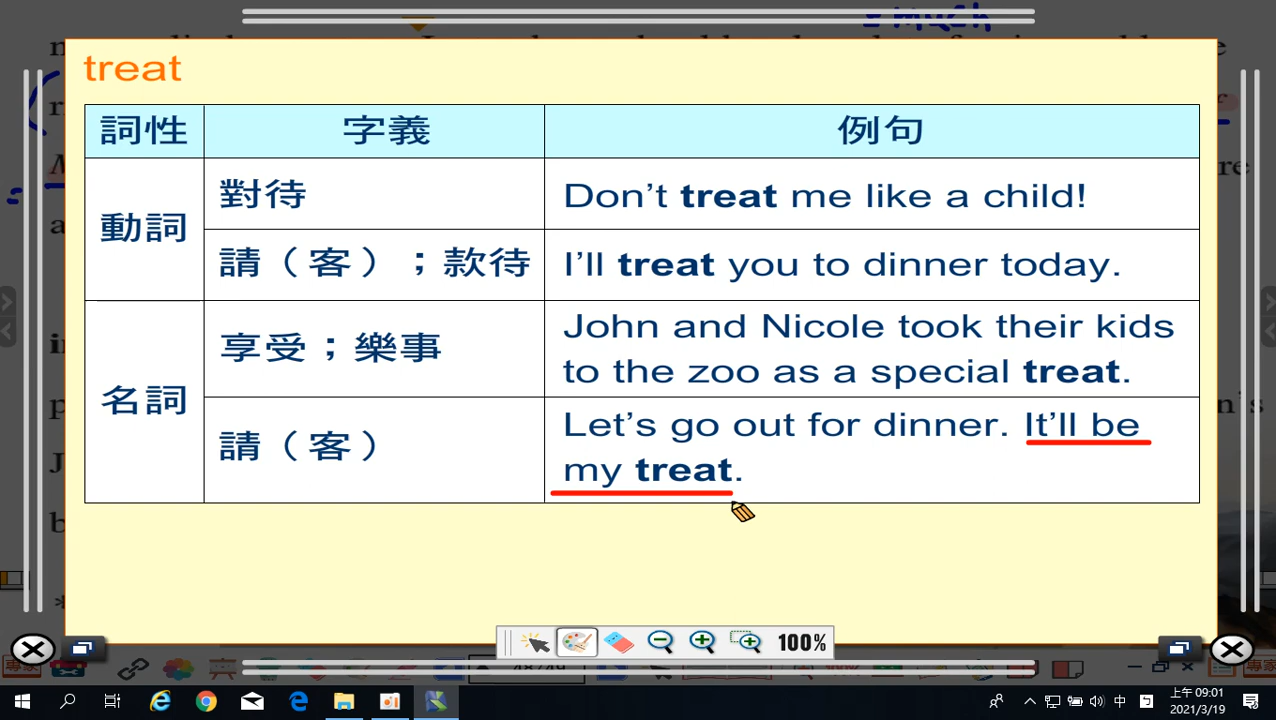 = much
treat
詞性 字義 例句
動詞 對待 Don't treat me like a child!
請（客）；款待 I'll treat you to dinner today.
名詞 享受；樂事 John and Nicole took their kids
to the zoo as a special treat.
請（客） Let's go out for dinner. It'll be
my treat.
100%
中
上午 09:01
2021/3/19